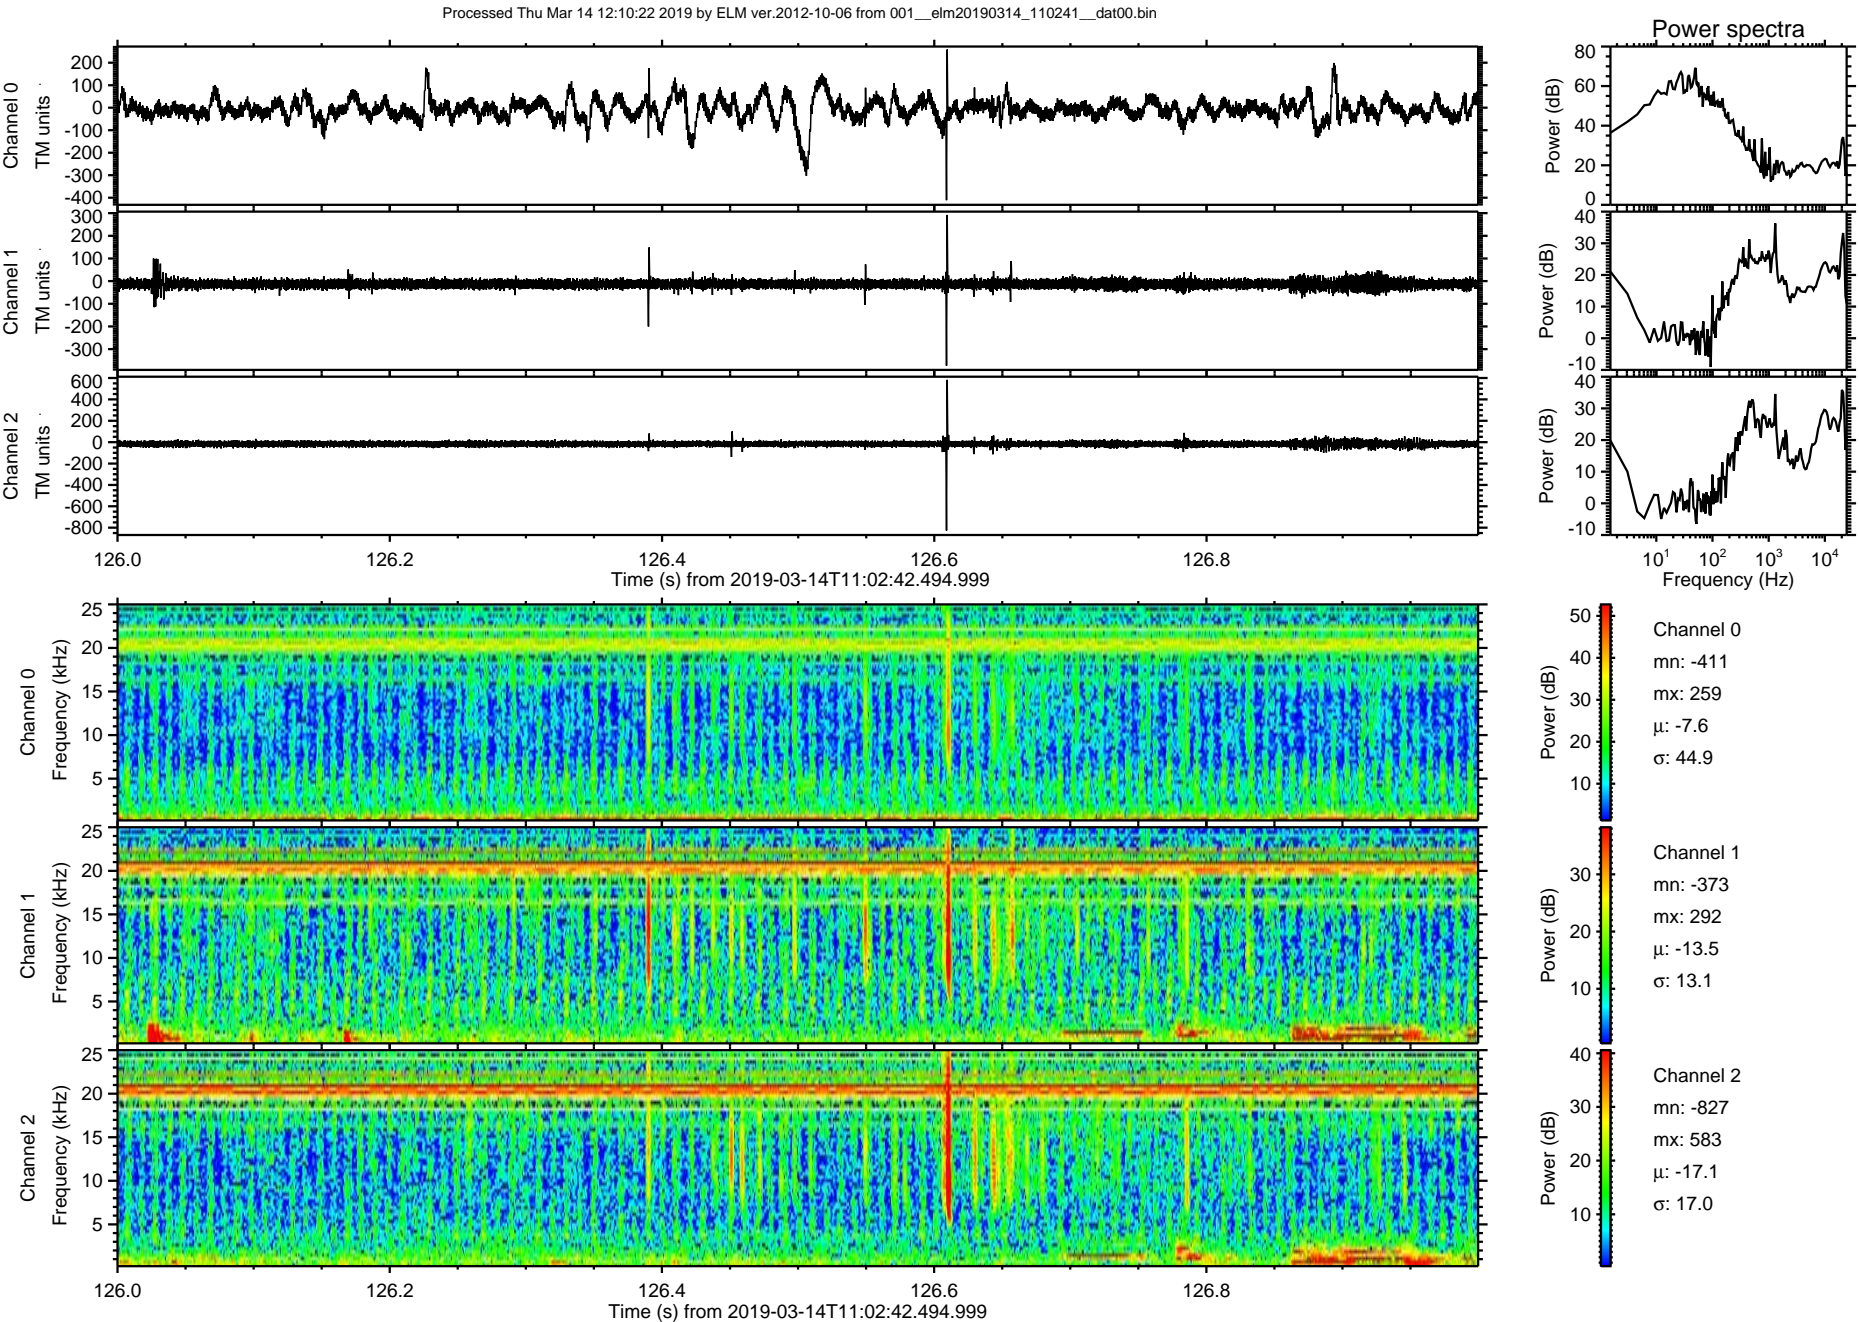 Processed Thu Mar 14 12:10:22 2019 by ELM ver.2012-10-06 from 001__elm20190314_110241__dat00.bin
Power spectra
Channel 0
TM units
200
100
0
-100
-200
-300
-400
Power (dB)
80
60
40
20
0
Channel 1
TM units
300
200
100
0
-100
-200
-300
Power (dB)
40
30
20
10
0
-10
Channel 2
TM units
600
400
200
0
-200
-400
-600
-800
Power (dB)
40
30
20
10
0
-10
126.0 126.2 126.4 126.6 126.8
Time (s) from 2019-03-14T11:02:42.494.999
10¹ 10² 10³ 10⁴
Frequency (Hz)
Channel 0
Frequency (kHz)
25
20
15
10
5
Power (dB)
50
40
30
20
10
Channel 0
mn: -411
mx: 259
μ: -7.6
σ: 44.9
Channel 1
Frequency (kHz)
25
20
15
10
5
Power (dB)
30
20
10
Channel 1
mn: -373
mx: 292
μ: -13.5
σ: 13.1
Channel 2
Frequency (kHz)
25
20
15
10
5
Power (dB)
40
30
20
10
Channel 2
mn: -827
mx: 583
μ: -17.1
σ: 17.0
126.0 126.2 126.4 126.6 126.8
Time (s) from 2019-03-14T11:02:42.494.999